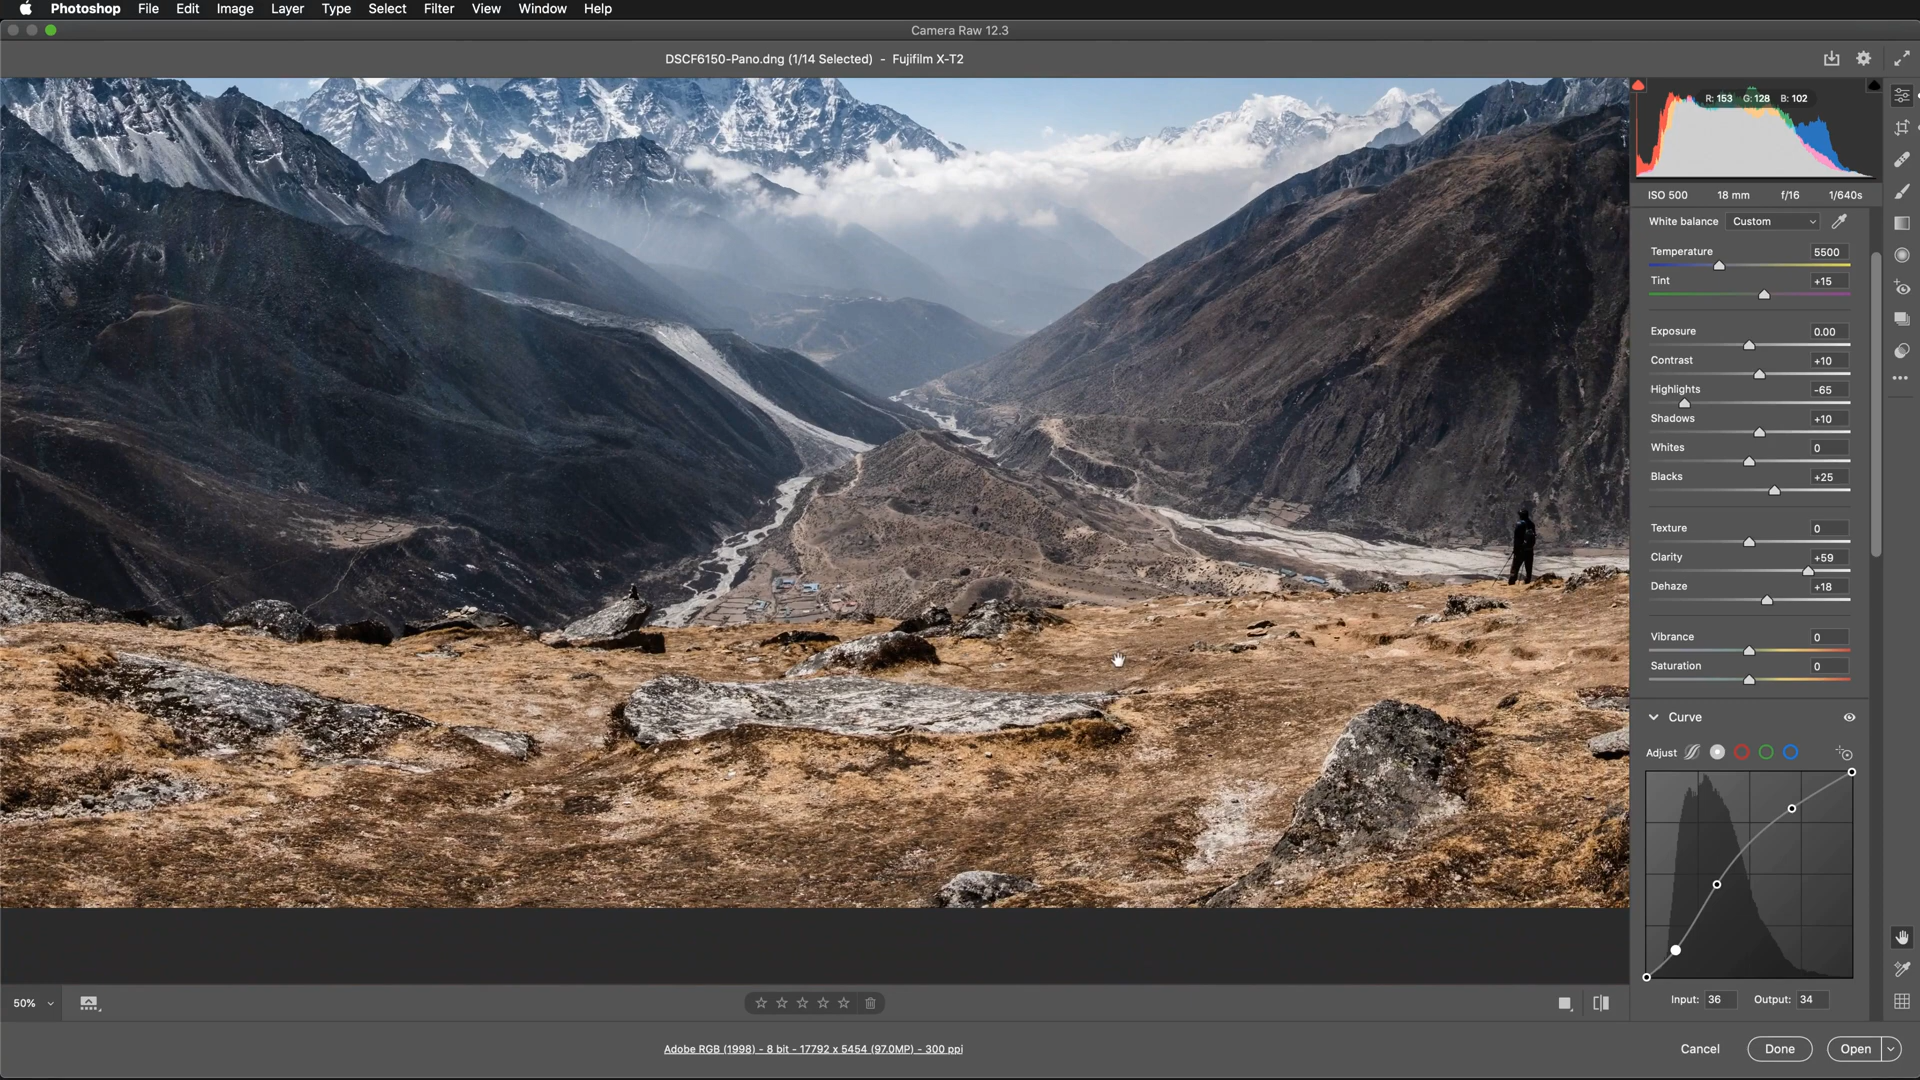 Photoshop File Edit Image Layer Type Select Filter View Window Help
Camera Raw 12.3
DSCF6150-Pano.dng (1/14 Selected) - Fujifilm X-T2
R: 153 G: 128 B: 102
ISO 500 18 mm f/16 1/640s
White balance Custom
Temperature 5500
Tint +15
Exposure 0.00
Contrast +10
Highlights -65
Shadows +10
Whites 0
Blacks +25
Texture 0
Clarity +59
Dehaze +18
Vibrance 0
Saturation 0
Curve
Adjust
Input: 36 Output: 34
50%
Adobe RGB (1998) - 8 bit - 17792 x 5454 (97.0MP) - 300 ppi
Cancel Done Open